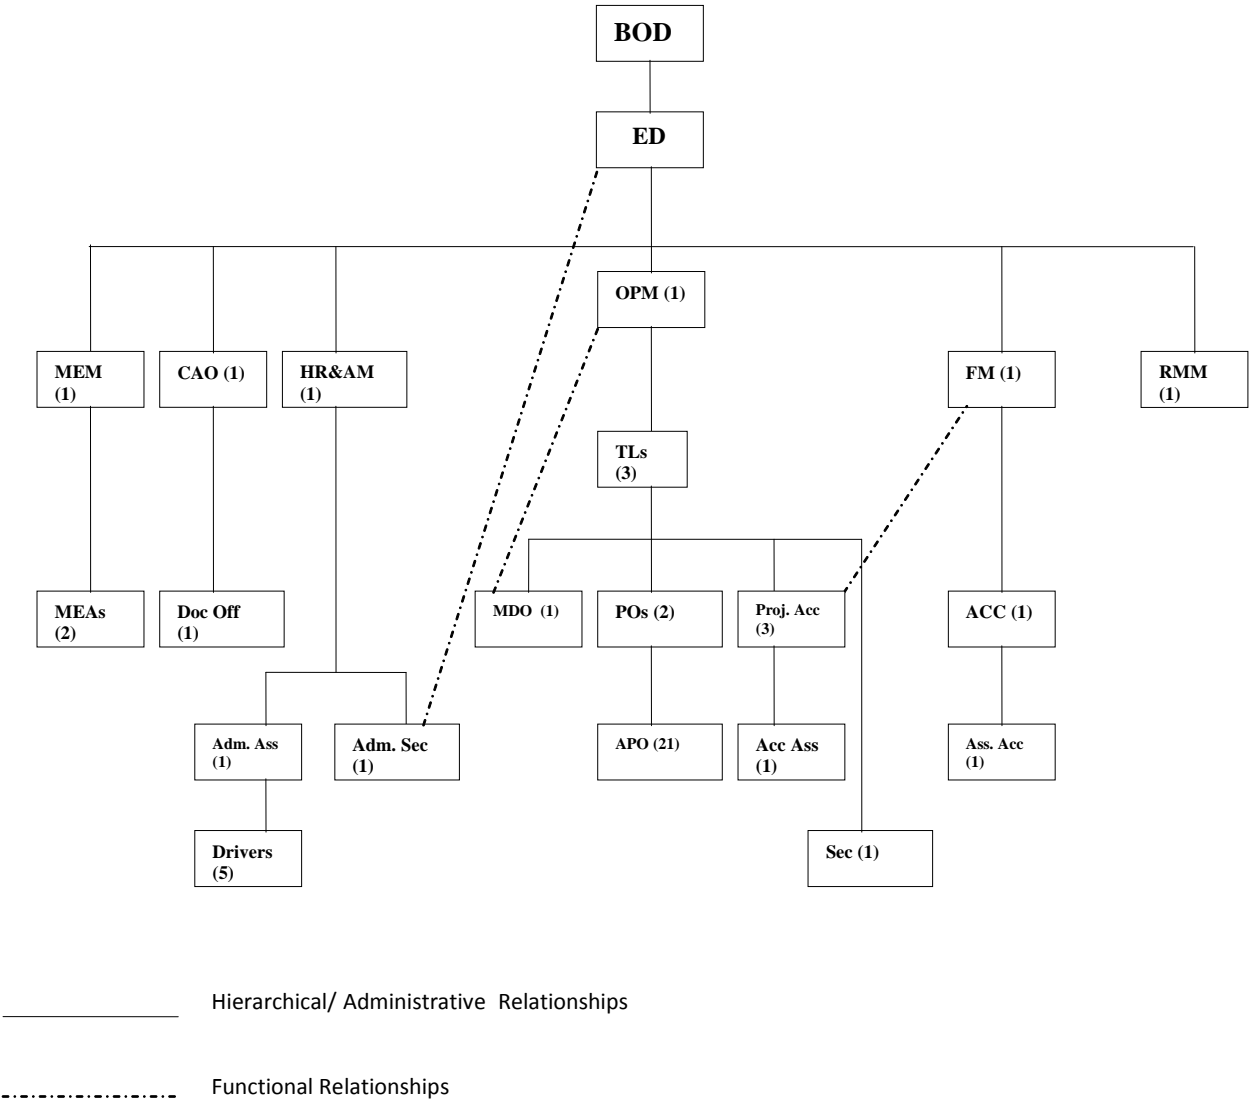 BOD
ED
OPM (1)
MEM
(1)
CAO (1)
HR&AM
(1)
FM (1)
RMM
(1)
TLs
(3)
MEAs
(2)
Doc Off
(1)
MDO (1)
POs (2)
Proj. Acc
(3)
ACC (1)
Adm. Ass
(1)
Adm. Sec
(1)
APO (21)
Acc Ass
(1)
Ass. Acc
(1)
Drivers
(5)
Sec (1)
Hierarchical/ Administrative Relationships
Functional Relationships